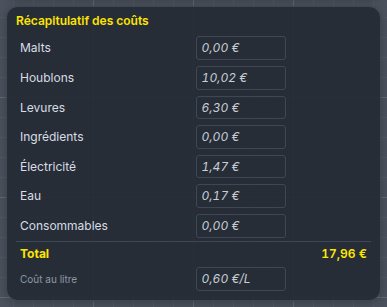 Récapitulatif des coûts
Malts 0,00 €
Houblons 10,02 €
Levures 6,30 €
Ingrédients 0,00 €
Électricité 1,47 €
Eau 0,17 €
Consommables 0,00 €
Total 17,96 €
Coût au litre 0,60 €/L